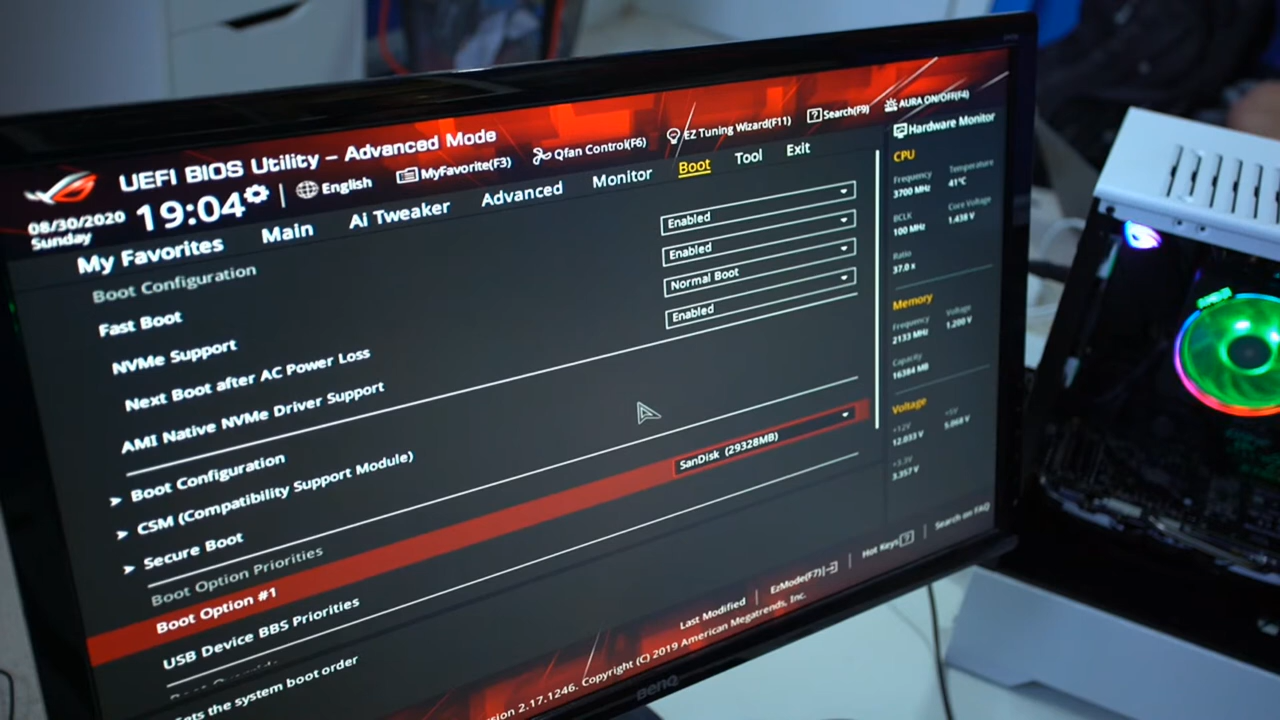 UEFI BIOS Utility – Advanced Mode
08/30/2020
Sunday
19:04
English
MyFavorite(F3)
Qfan Control(F6)
EZ Tuning Wizard(F11)
Search(F9)
AURA ON/OFF(F4)
My Favorites
Main
Ai Tweaker
Advanced
Monitor
Boot
Tool
Exit
Boot Configuration
Fast Boot
Enabled
NVMe Support
Enabled
Next Boot after AC Power Loss
Normal Boot
AMI Native NVMe Driver Support
Enabled
Boot Configuration
CSM (Compatibility Support Module)
Secure Boot
Boot Option Priorities
Boot Option #1
SanDisk (29328MB)
USB Device BBS Priorities
the system boot order
Hardware Monitor
CPU
Frequency
3700 MHz
Temperature
41°C
BCLK
100 MHz
Core Voltage
1.438 V
Ratio
37.0 x
Memory
Frequency
2133 MHz
Voltage
1.200 V
Capacity
16384 MB
Voltage
+12V
12.033 V
+5V
5.068 V
+3.3V
3.357 V
Last Modified
EzMode(F7)
Hot Keys ?
Search on FAQ
2.17.1246. Copyright (C) 2019 American Megatrends, Inc.
BenQ